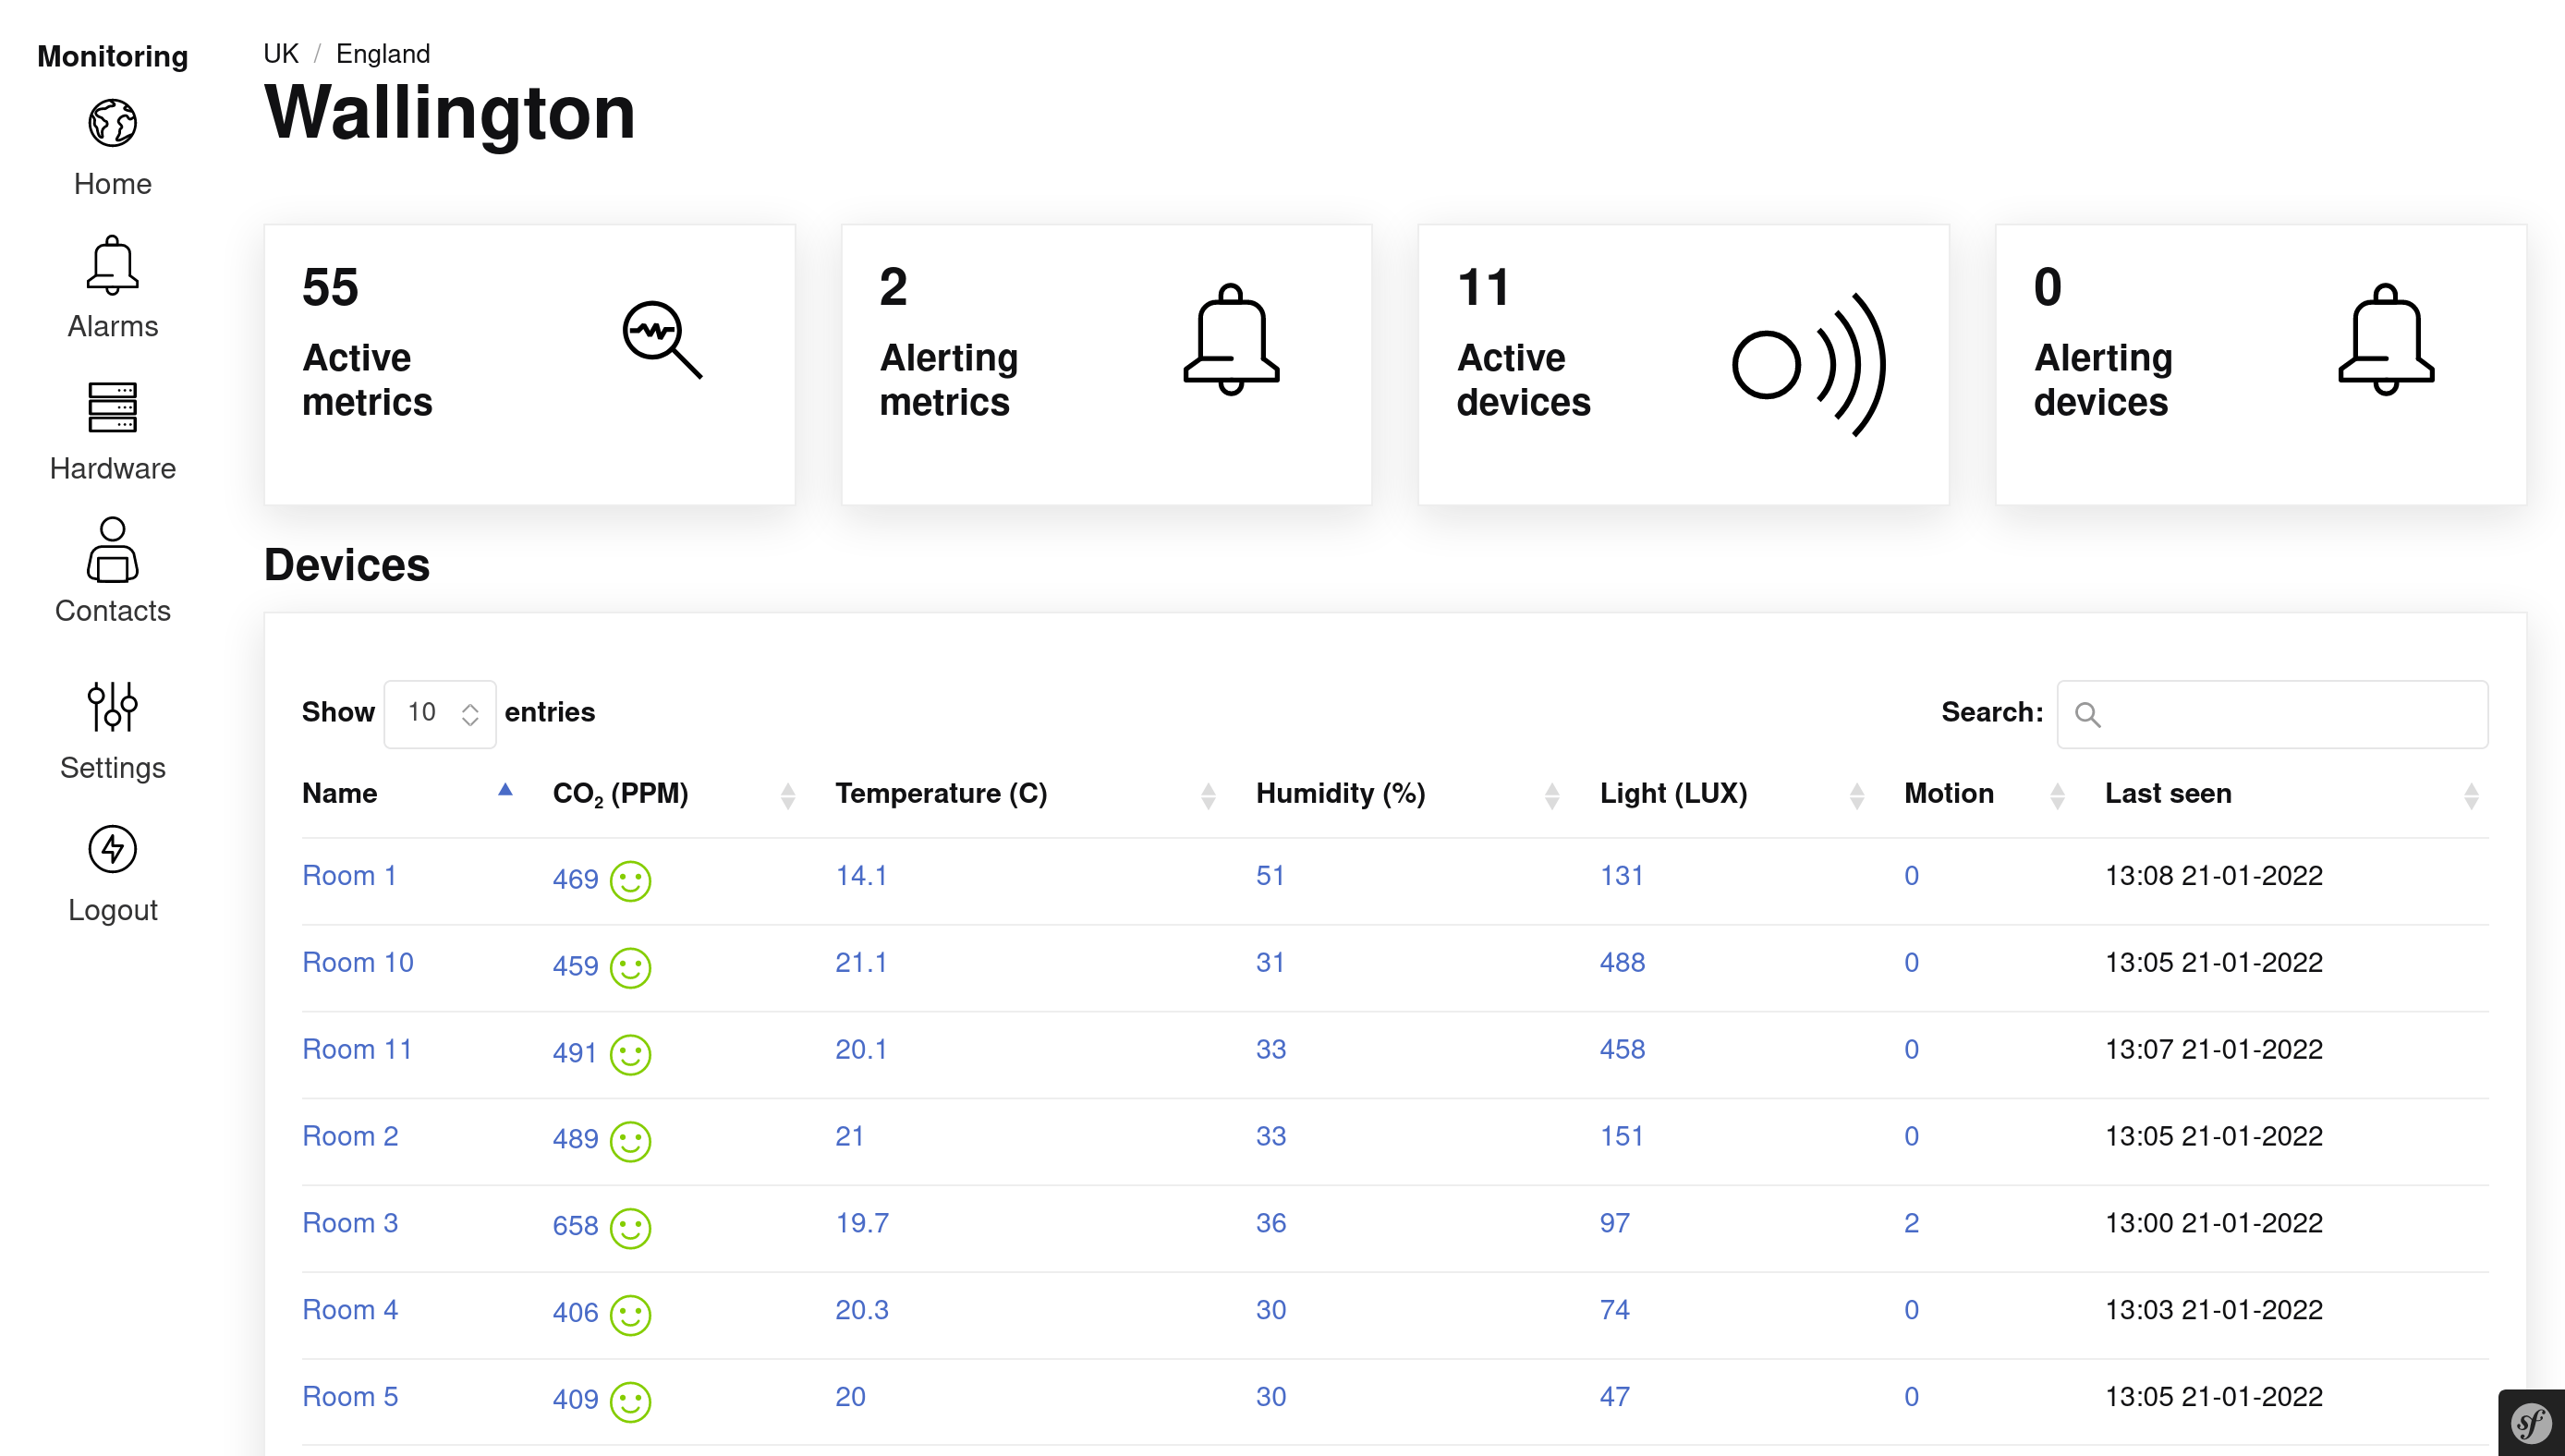 Monitoring
Home
Alarms
Hardware
Contacts
Settings
Logout
UK / England
Wallington
55
Active
metrics
2
Alerting
metrics
11
Active
devices
0
Alerting
devices
Devices
Show 10 entries
Search:
Name CO₂ (PPM) Temperature (C) Humidity (%) Light (LUX) Motion Last seen
Room 1 469 14.1 51 131 0 13:08 21-01-2022
Room 10 459 21.1 31 488 0 13:05 21-01-2022
Room 11 491 20.1 33 458 0 13:07 21-01-2022
Room 2 489 21 33 151 0 13:05 21-01-2022
Room 3 658 19.7 36 97 2 13:00 21-01-2022
Room 4 406 20.3 30 74 0 13:03 21-01-2022
Room 5 409 20 30 47 0 13:05 21-01-2022
sf